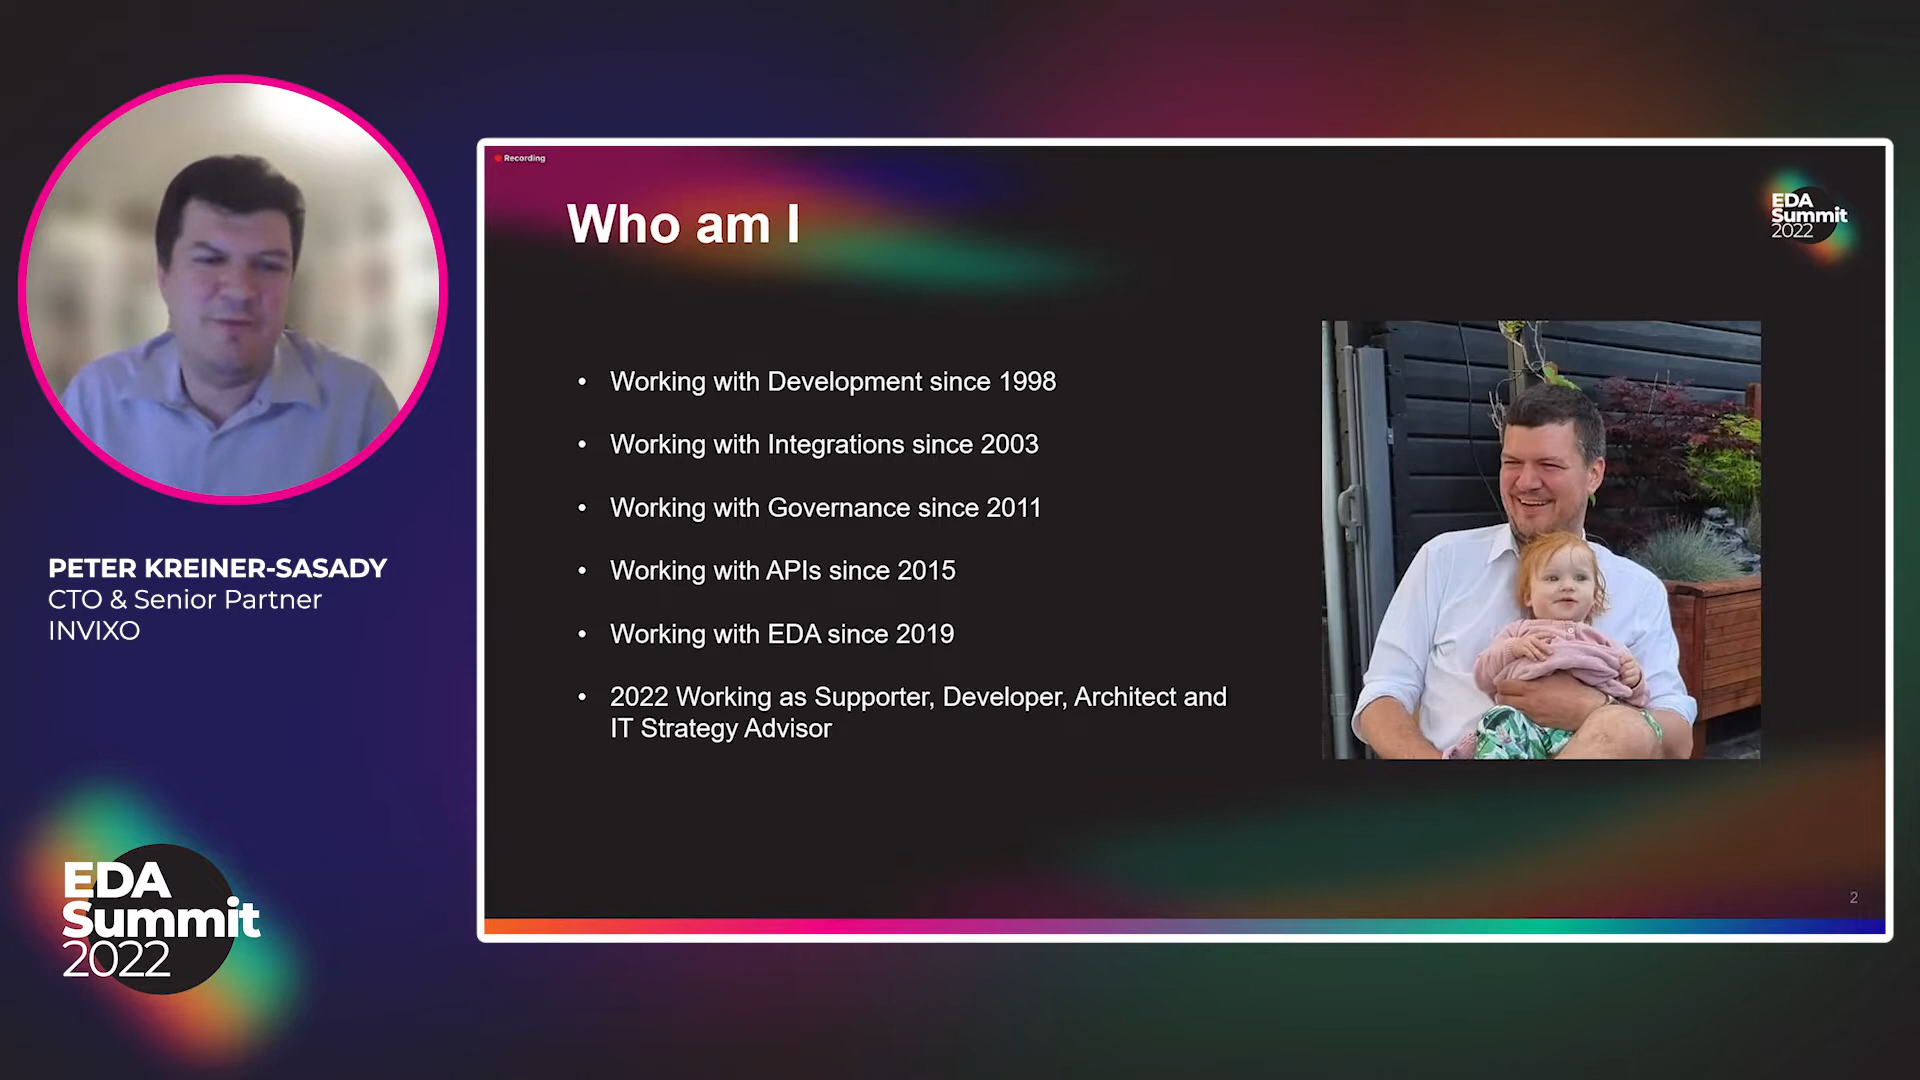 PETER KREINER-SASADY
CTO & Senior Partner
INVIXO
EDA
Summit
2022
Recording
Who am I
EDA
Summit
2022
• Working with Development since 1998
• Working with Integrations since 2003
• Working with Governance since 2011
• Working with APIs since 2015
• Working with EDA since 2019
• 2022 Working as Supporter, Developer, Architect and
IT Strategy Advisor
2